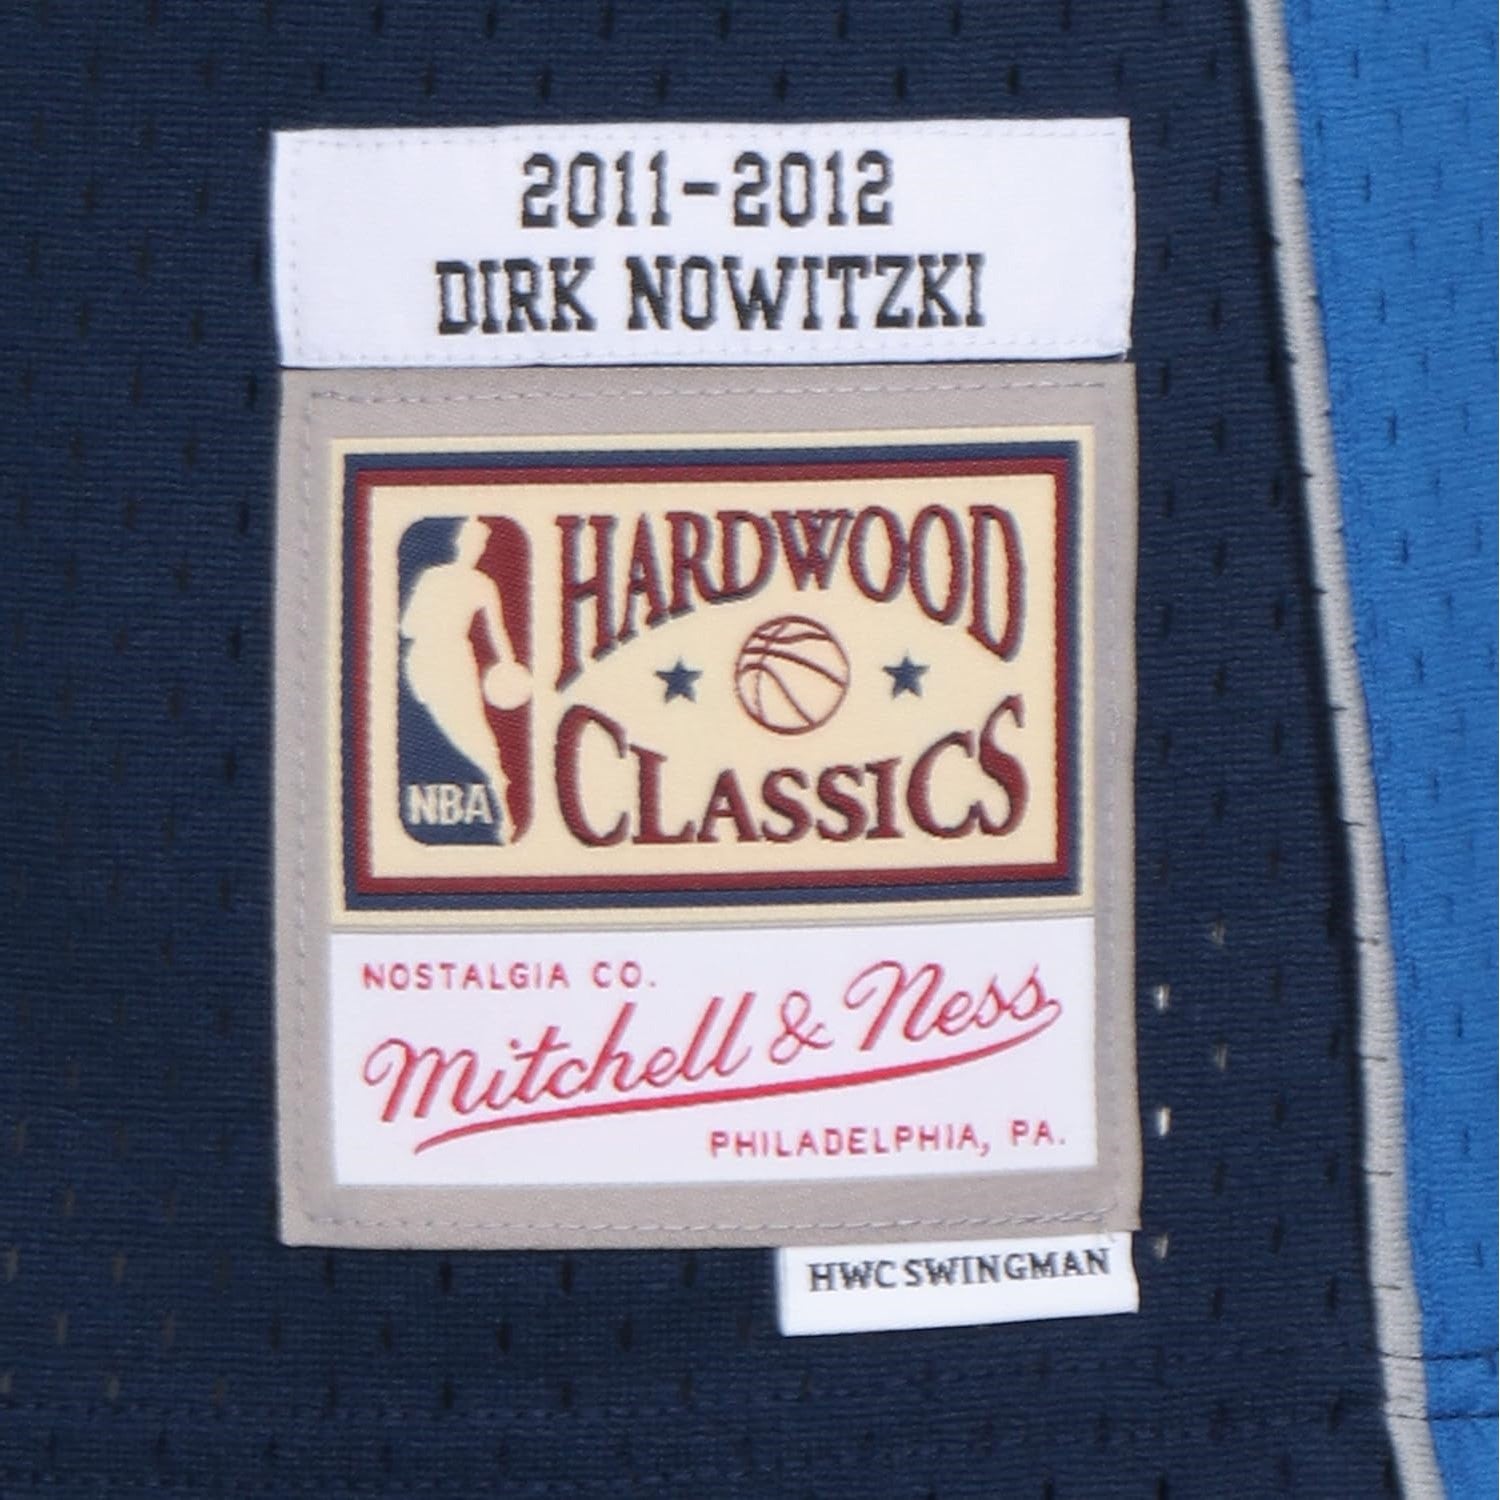 2011-2012
DIRK NOWITZKI
HARDWOOD
CLASSICS
NBA
NOSTALGIA CO.
Mitchell & Ness
PHILADELPHIA, PA.
HWC SWINGMAN